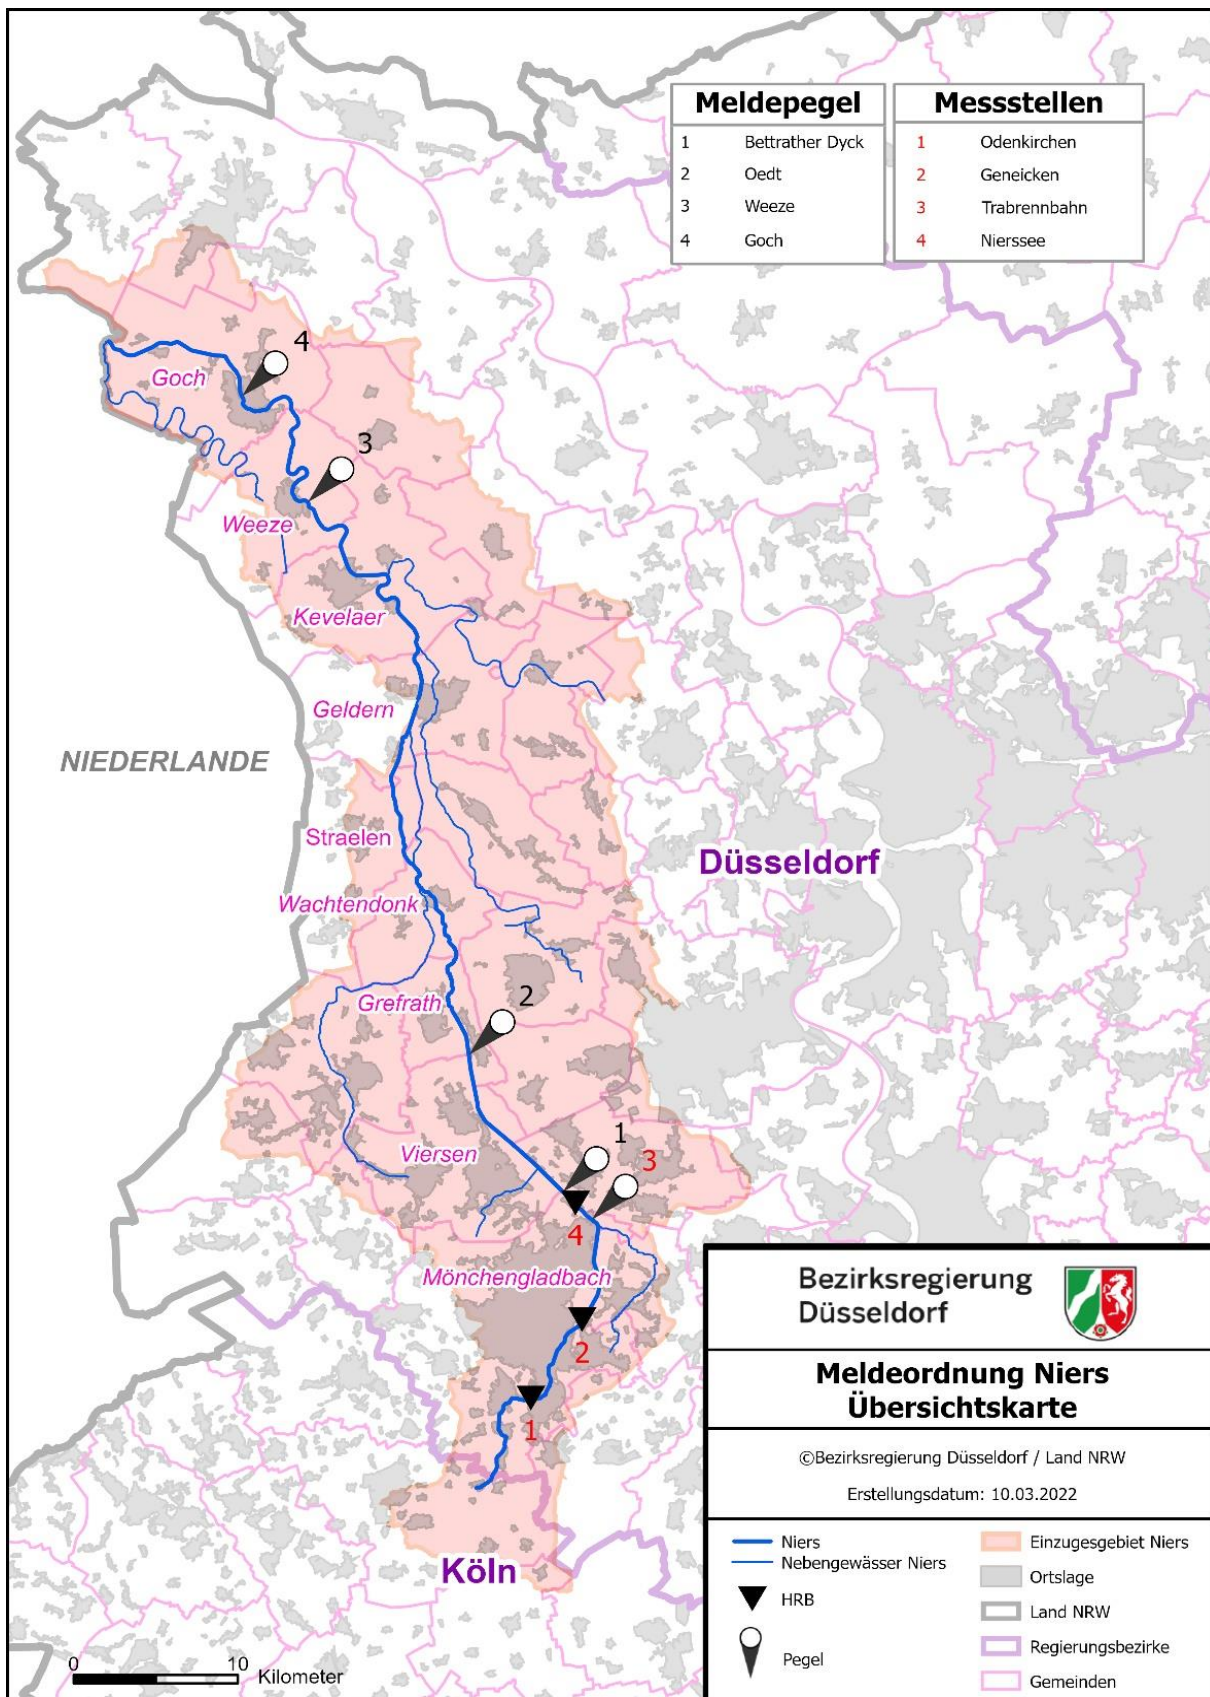 Meldepegel
1 Bettrather Dyck
2 Oedt
3 Weeze
4 Goch
Messstellen
1 Odenkirchen
2 Geneicken
3 Trabrennbahn
4 Nierssee
4
Goch
3
Weeze
Kevelaer
Geldern
NIEDERLANDE
Straelen
Düsseldorf
Wachtendonk
Grefrath
2
1
3
Viersen
4
Mönchengladbach
2
1
Köln
Bezirksregierung
Düsseldorf
Meldeordnung Niers
Übersichtskarte
©Bezirksregierung Düsseldorf / Land NRW
Erstellungsdatum: 10.03.2022
Niers
Nebengewässer Niers
HRB
Pegel
Einzugesgebiet Niers
Ortslage
Land NRW
Regierungsbezirke
Gemeinden
0 10 Kilometer